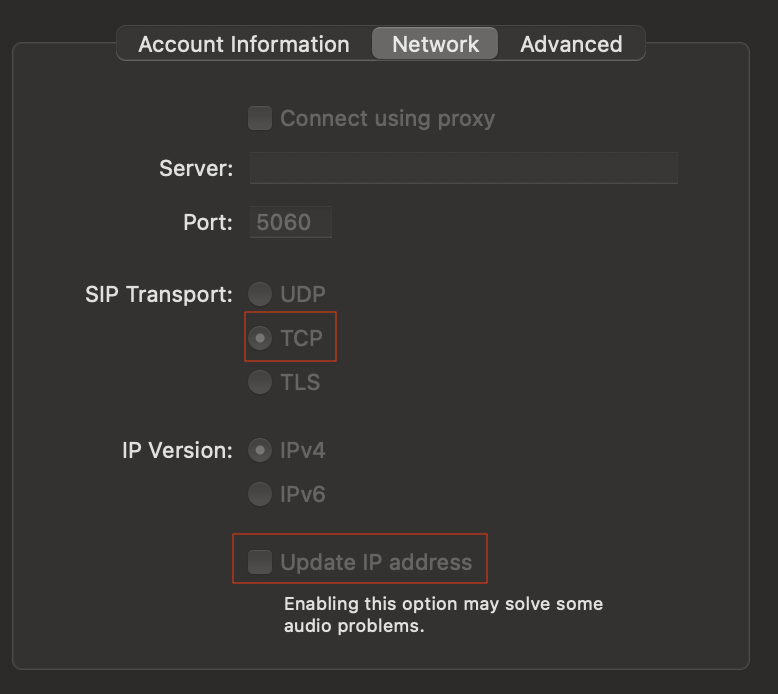 Account Information Network Advanced
Connect using proxy
Server:
Port: 5060
SIP Transport: UDP
TCP
TLS
IP Version: IPv4
IPv6
Update IP address
Enabling this option may solve some
audio problems.